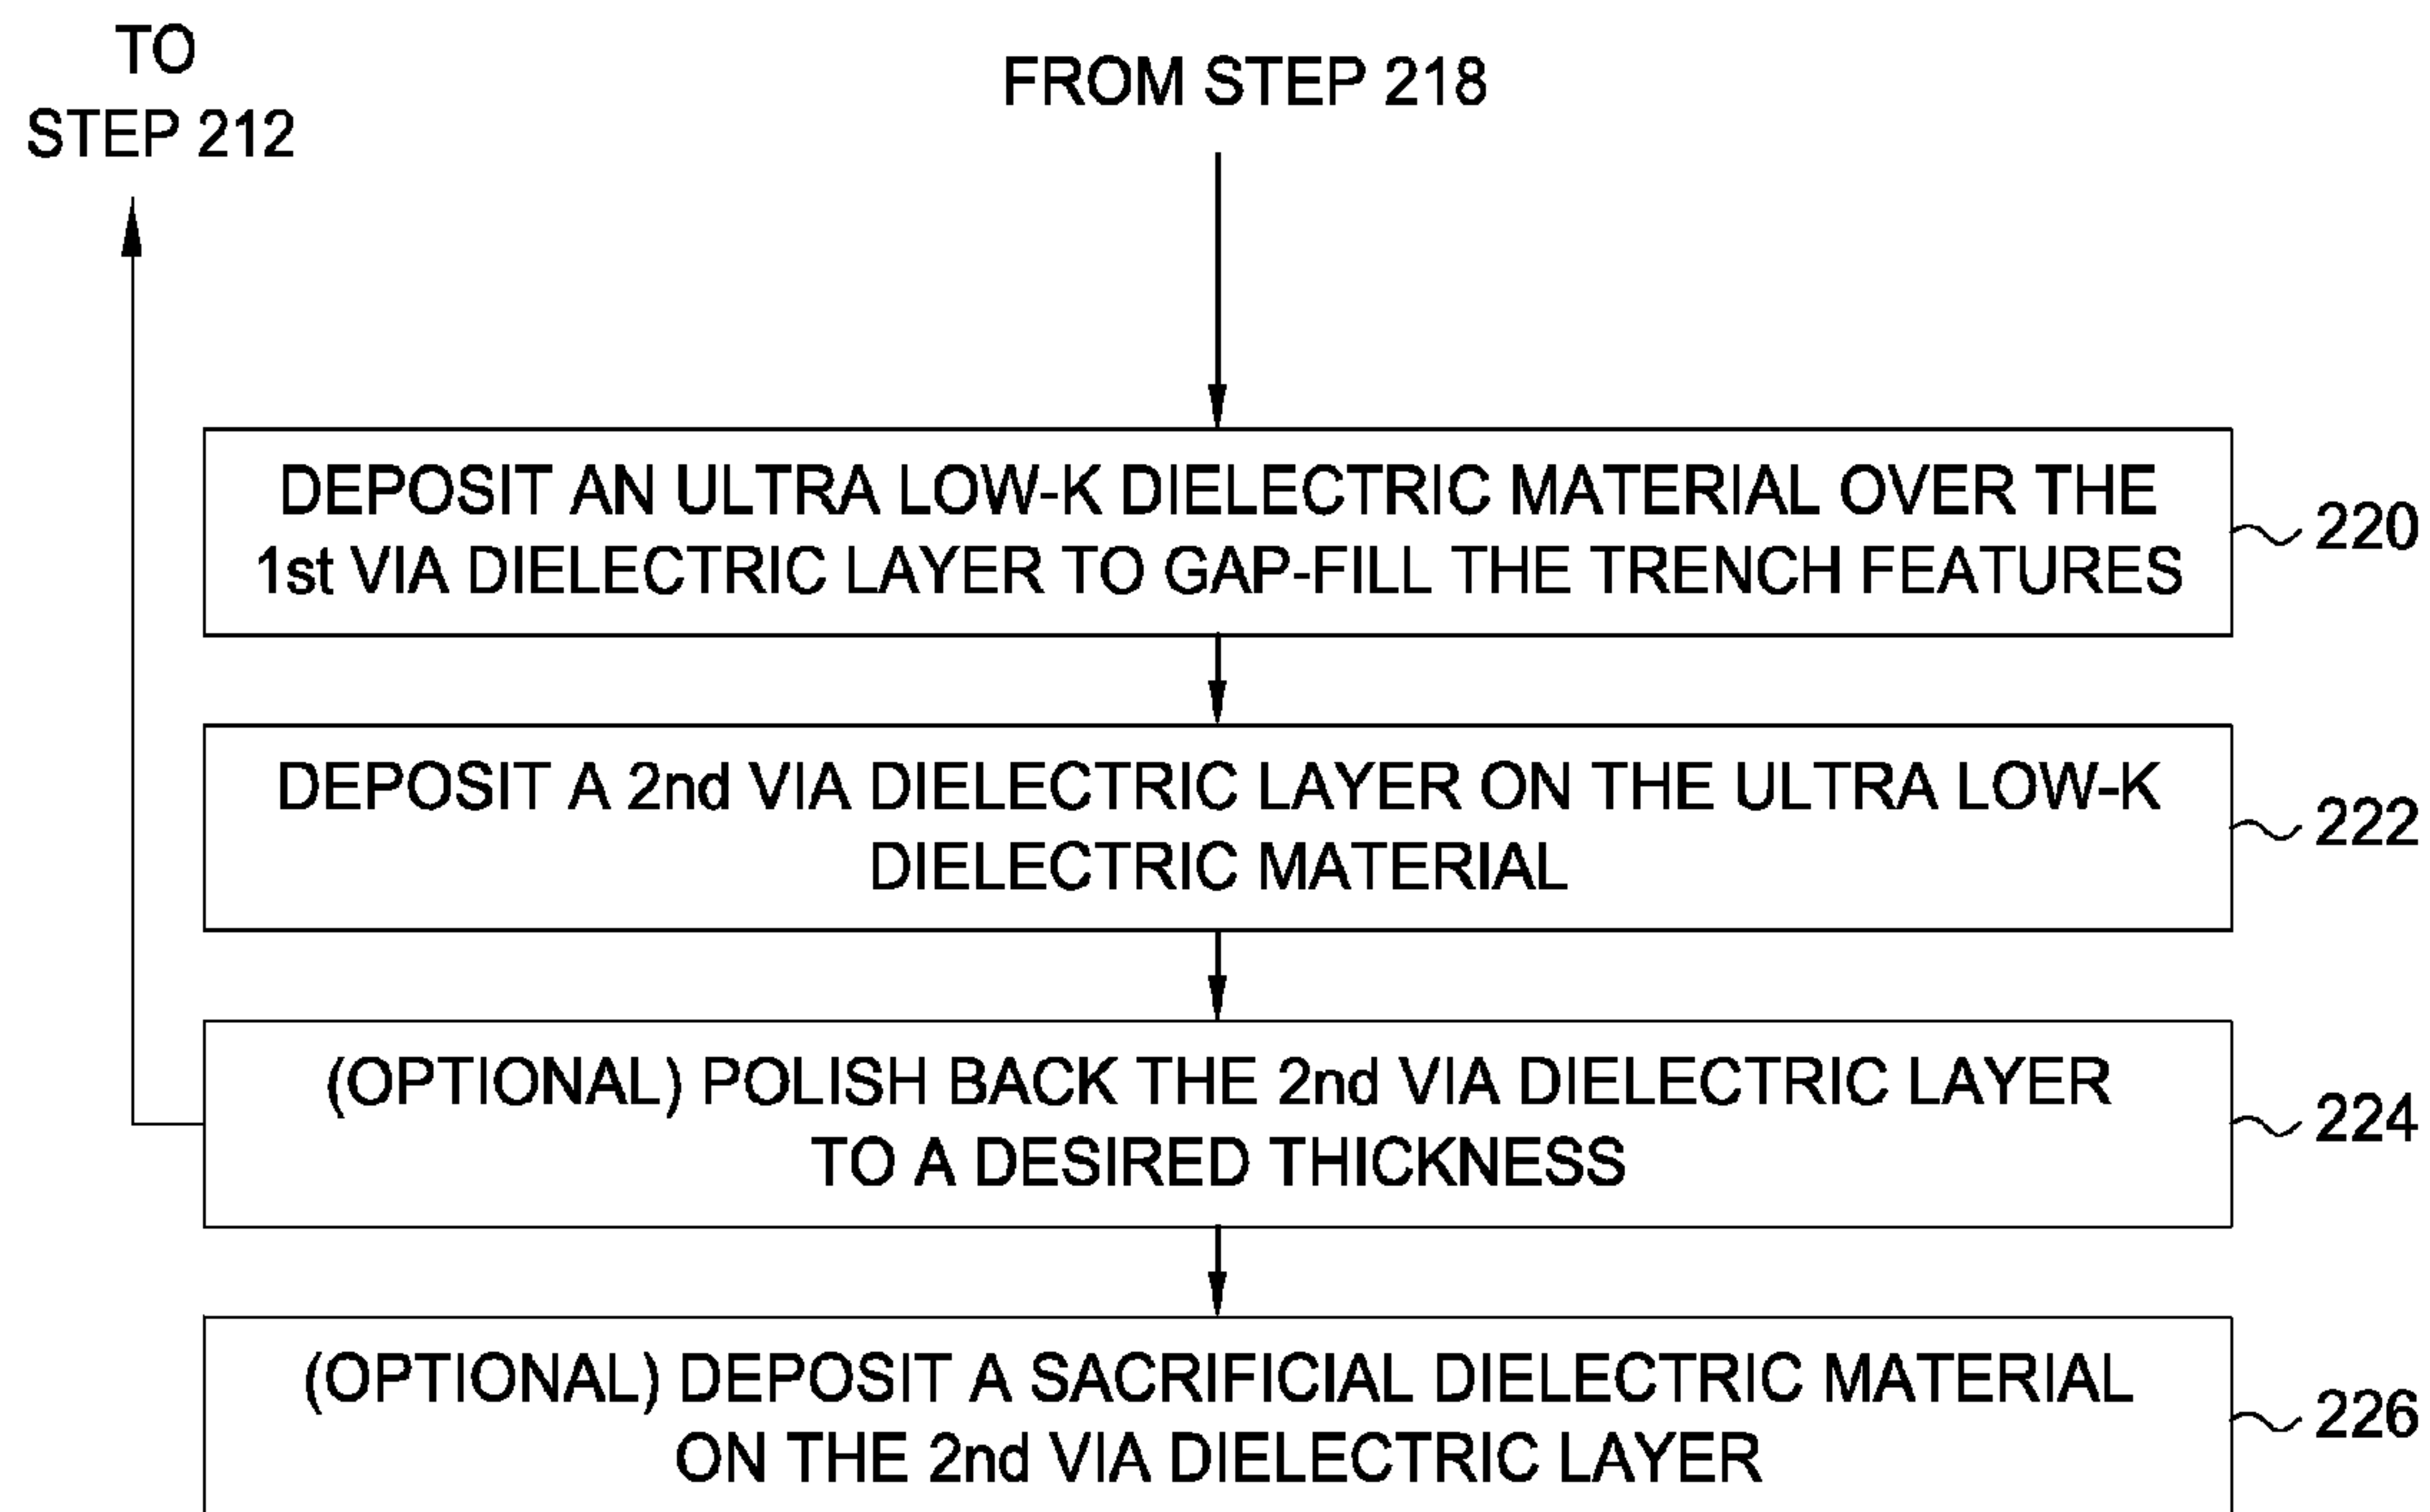 TO
STEP 212
FROM STEP 218
DEPOSIT AN ULTRA LOW-K DIELECTRIC MATERIAL OVER THE
1st VIA DIELECTRIC LAYER TO GAP-FILL THE TRENCH FEATURES
220
DEPOSIT A 2nd VIA DIELECTRIC LAYER ON THE ULTRA LOW-K
DIELECTRIC MATERIAL
222
(OPTIONAL) POLISH BACK THE 2nd VIA DIELECTRIC LAYER
TO A DESIRED THICKNESS
224
(OPTIONAL) DEPOSIT A SACRIFICIAL DIELECTRIC MATERIAL
ON THE 2nd VIA DIELECTRIC LAYER
226